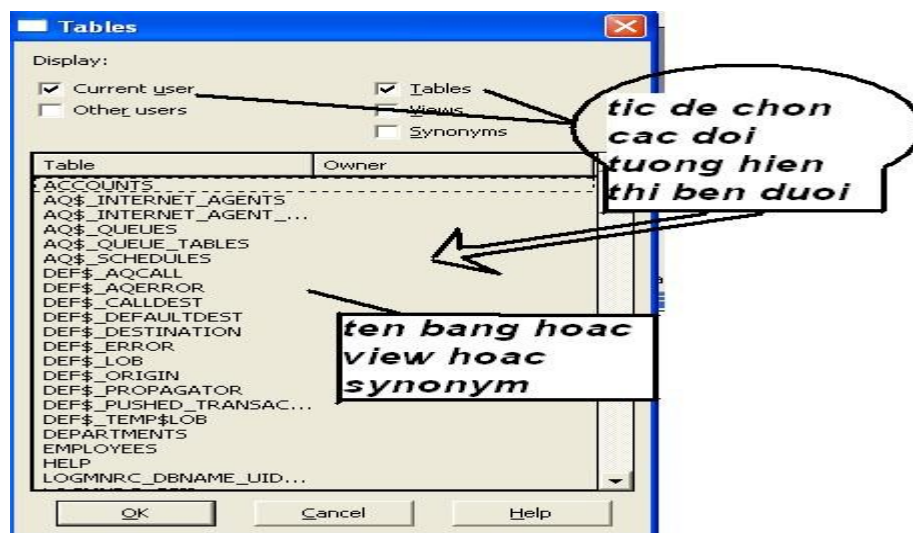 Tables
Display:
Current user
Tables
Other users
Views
Synonyms
tic de chon
cac doi
tuong hien
thi ben duoi
Table Owner
ACCOUNTS
AQ$_INTERNET_AGENTS
AQ$_INTERNET_AGENT_...
AQ$_QUEUES
AQ$_QUEUE_TABLES
AQ$_SCHEDULES
DEF$_AQCALL
DEF$_AQERROR
DEF$_CALLDEST
DEF$_DEFAULTDEST
DEF$_DESTINATION
DEF$_ERROR
DEF$_LOB
DEF$_ORIGIN
DEF$_PROPAGATOR
DEF$_PUSHED_TRANSAC...
DEF$_TEMP$LOB
DEPARTMENTS
EMPLOYEES
HELP
LOGMNRC_DBNAME_UID...
ten bang hoac
view hoac
synonym
OK Cancel Help